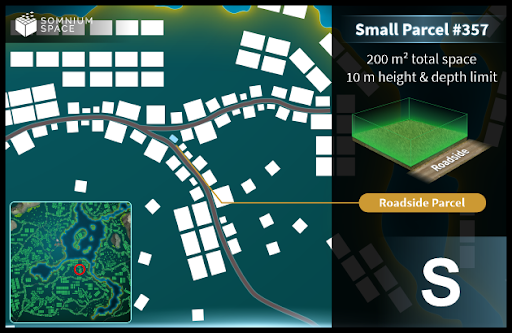 SOMNIUM
SPACE
Small Parcel #357
200 m² total space
10 m height & depth limit
Roadside
Roadside Parcel
S